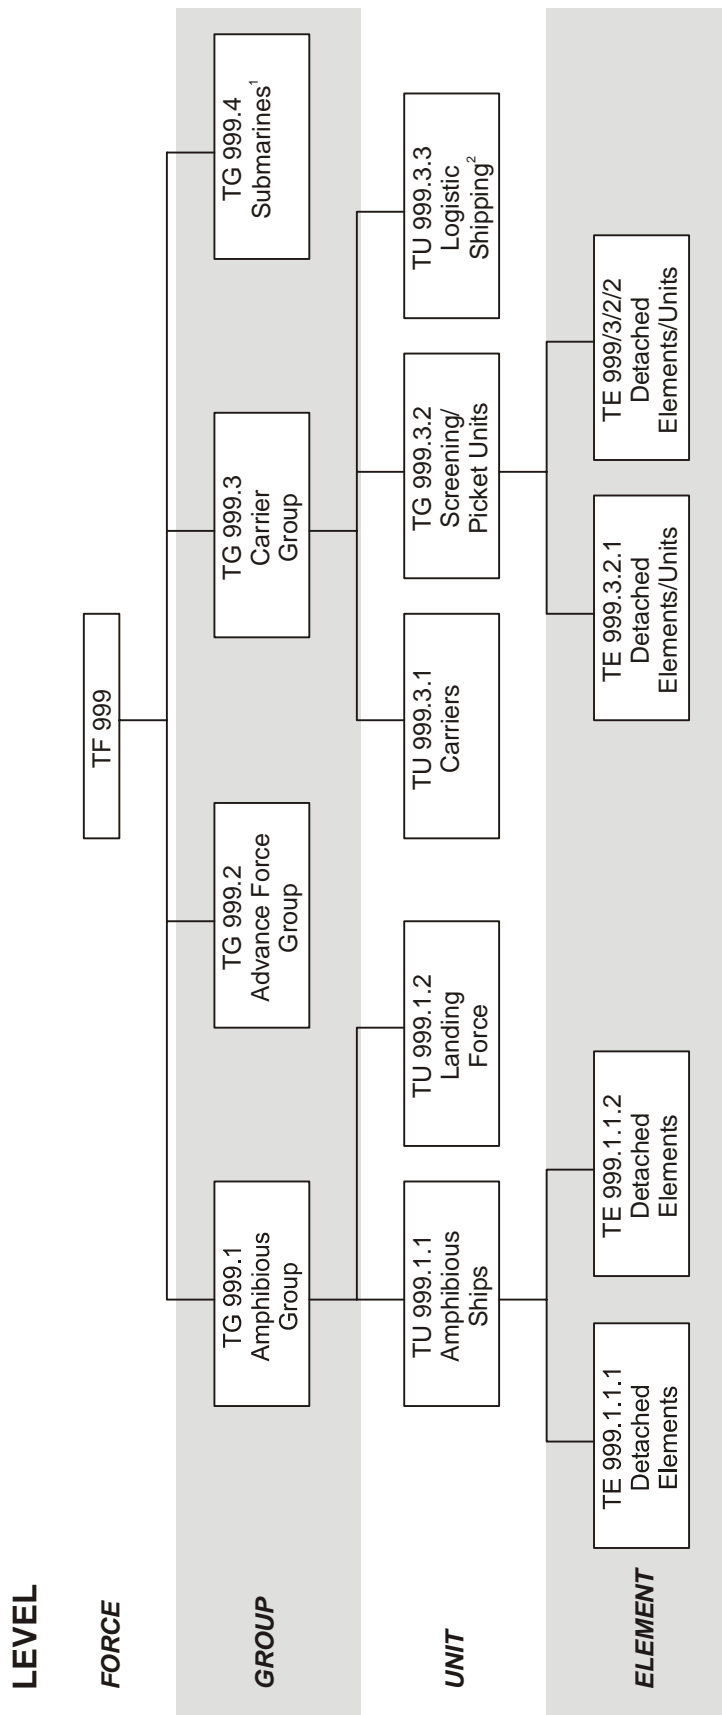 LEVEL
FORCE
TF 999
GROUP
TG 999.1
Amphibious
Group
TG 999.2
Advance Force
Group
TG 999.3
Carrier
Group
TG 999.4
Submarines¹
UNIT
TU 999.1.1
Amphibious
Ships
TU 999.1.2
Landing
Force
TU 999.3.1
Carriers
TG 999.3.2
Screening/
Picket Units
TU 999.3.3
Logistic
Shipping²
ELEMENT
TE 999.1.1.1
Detached
Elements
TE 999.1.1.2
Detached
Elements
TE 999.3.2.1
Detached
Elements/Units
TE 999/3/2/2
Detached
Elements/Units